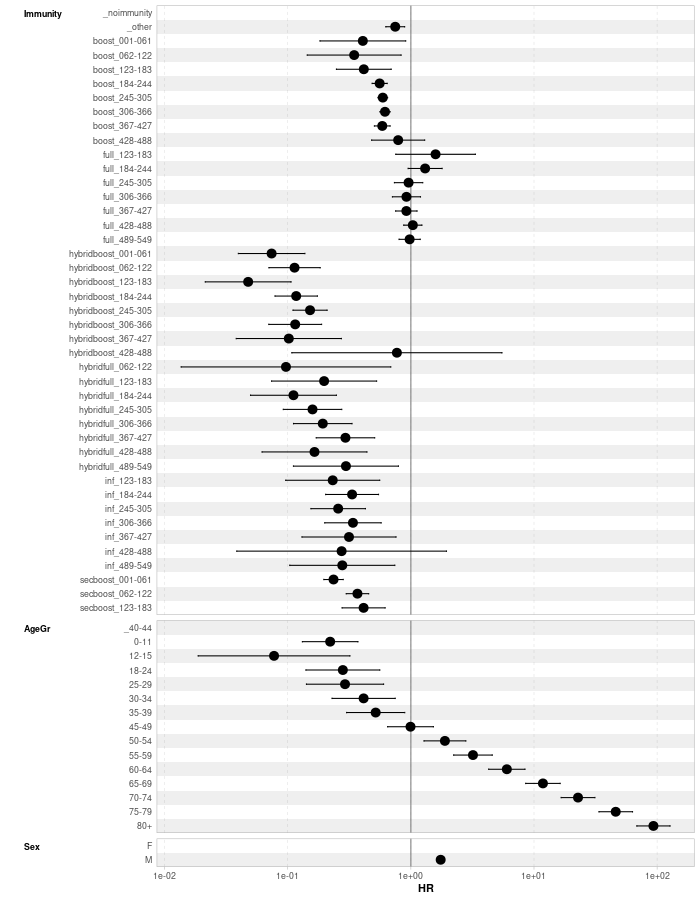 Immunity
_noimmunity
_other
boost_001-061
boost_062-122
boost_123-183
boost_184-244
boost_245-305
boost_306-366
boost_367-427
boost_428-488
full_123-183
full_184-244
full_245-305
full_306-366
full_367-427
full_428-488
full_489-549
hybridboost_001-061
hybridboost_062-122
hybridboost_123-183
hybridboost_184-244
hybridboost_245-305
hybridboost_306-366
hybridboost_367-427
hybridboost_428-488
hybridfull_062-122
hybridfull_123-183
hybridfull_184-244
hybridfull_245-305
hybridfull_306-366
hybridfull_367-427
hybridfull_428-488
hybridfull_489-549
inf_123-183
inf_184-244
inf_245-305
inf_306-366
inf_367-427
inf_428-488
inf_489-549
secboost_001-061
secboost_062-122
secboost_123-183
AgeGr
_40-44
0-11
12-15
18-24
25-29
30-34
35-39
45-49
50-54
55-59
60-64
65-69
70-74
75-79
80+
Sex
F
M
1e-02 1e-01 1e+00 1e+01 1e+02
HR